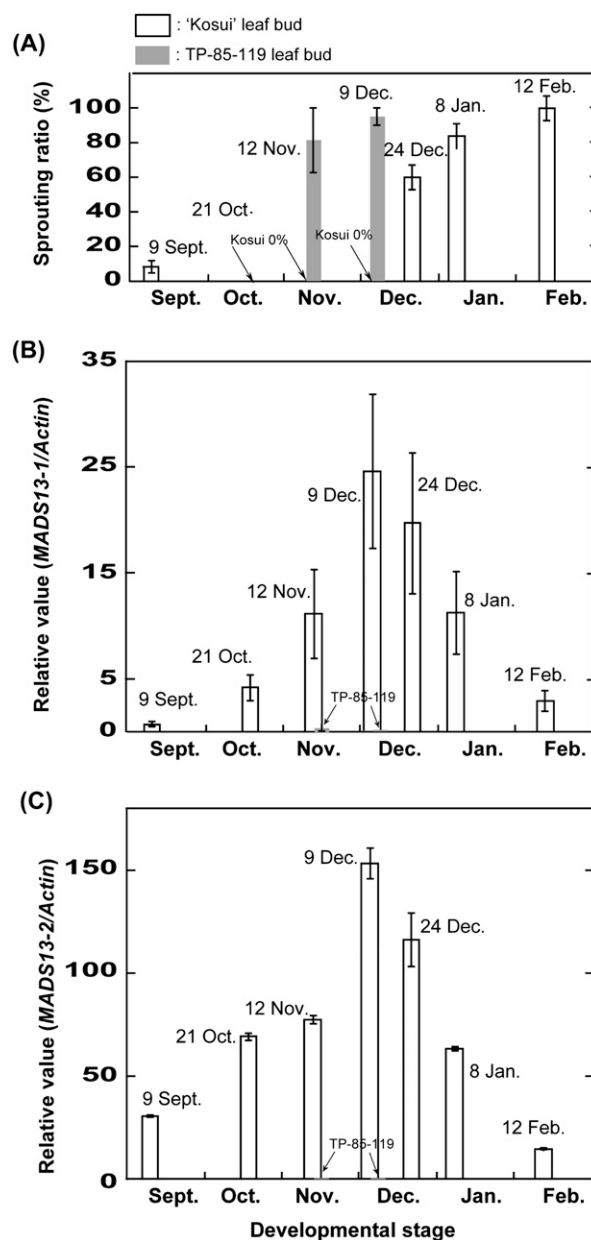 : 'Kosui' leaf bud
: TP-85-119 leaf bud
(A)
Sprouting ratio (%)
100
80
60
40
20
0
9 Sept.
21 Oct.
Kosui 0%
12 Nov.
Kosui 0%
9 Dec.
24 Dec.
8 Jan.
12 Feb.
Sept. Oct. Nov. Dec. Jan. Feb.
(B)
Relative value (MADS13-1/Actin)
35
25
15
5
0
9 Sept.
21 Oct.
12 Nov.
TP-85-119
9 Dec.
24 Dec.
8 Jan.
12 Feb.
Sept. Oct. Nov. Dec. Jan. Feb.
(C)
Relative value (MADS13-2/Actin)
150
100
50
0
9 Sept.
21 Oct.
12 Nov.
TP-85-119
9 Dec.
24 Dec.
8 Jan.
12 Feb.
Sept. Oct. Nov. Dec. Jan. Feb.
Developmental stage